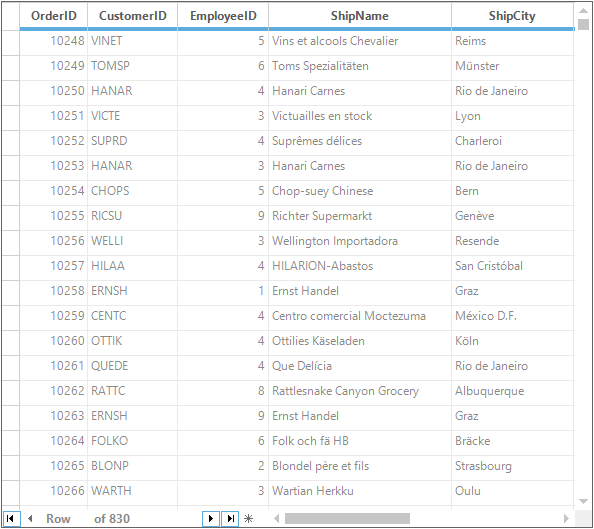 OrderID CustomerID EmployeeID ShipName ShipCity
10248 VINET 5 Vins et alcools Chevalier Reims
10249 TOMSP 6 Toms Spezialitäten Münster
10250 HANAR 4 Hanari Carnes Rio de Janeiro
10251 VICTE 3 Victuailles en stock Lyon
10252 SUPRD 4 Suprêmes délices Charleroi
10253 HANAR 3 Hanari Carnes Rio de Janeiro
10254 CHOPS 5 Chop-suey Chinese Bern
10255 RICSU 9 Richter Supermarkt Genève
10256 WELLI 3 Wellington Importadora Resende
10257 HILAA 4 HILARION-Abastos San Cristóbal
10258 ERNSH 1 Ernst Handel Graz
10259 CENTC 4 Centro comercial Moctezuma México D.F.
10260 OTTIK 4 Ottilies Käseladen Köln
10261 QUEDE 4 Que Delícia Rio de Janeiro
10262 RATTC 8 Rattlesnake Canyon Grocery Albuquerque
10263 ERNSH 9 Ernst Handel Graz
10264 FOLKO 6 Folk och fä HB Bräcke
10265 BLONP 2 Blondel père et fils Strasbourg
10266 WARTH 3 Wartian Herkku Oulu
Row of 830